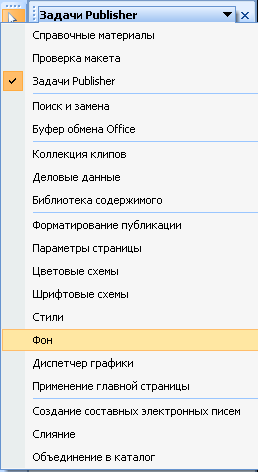 Задачи Publisher
Справочные материалы
Проверка макета
Задачи Publisher
Поиск и замена
Буфер обмена Office
Коллекция клипов
Деловые данные
Библиотека содержимого
Форматирование публикации
Параметры страницы
Цветовые схемы
Шрифтовые схемы
Стили
Фон
Диспетчер графики
Применение главной страницы
Создание составных электронных писем
Слияние
Объединение в каталог